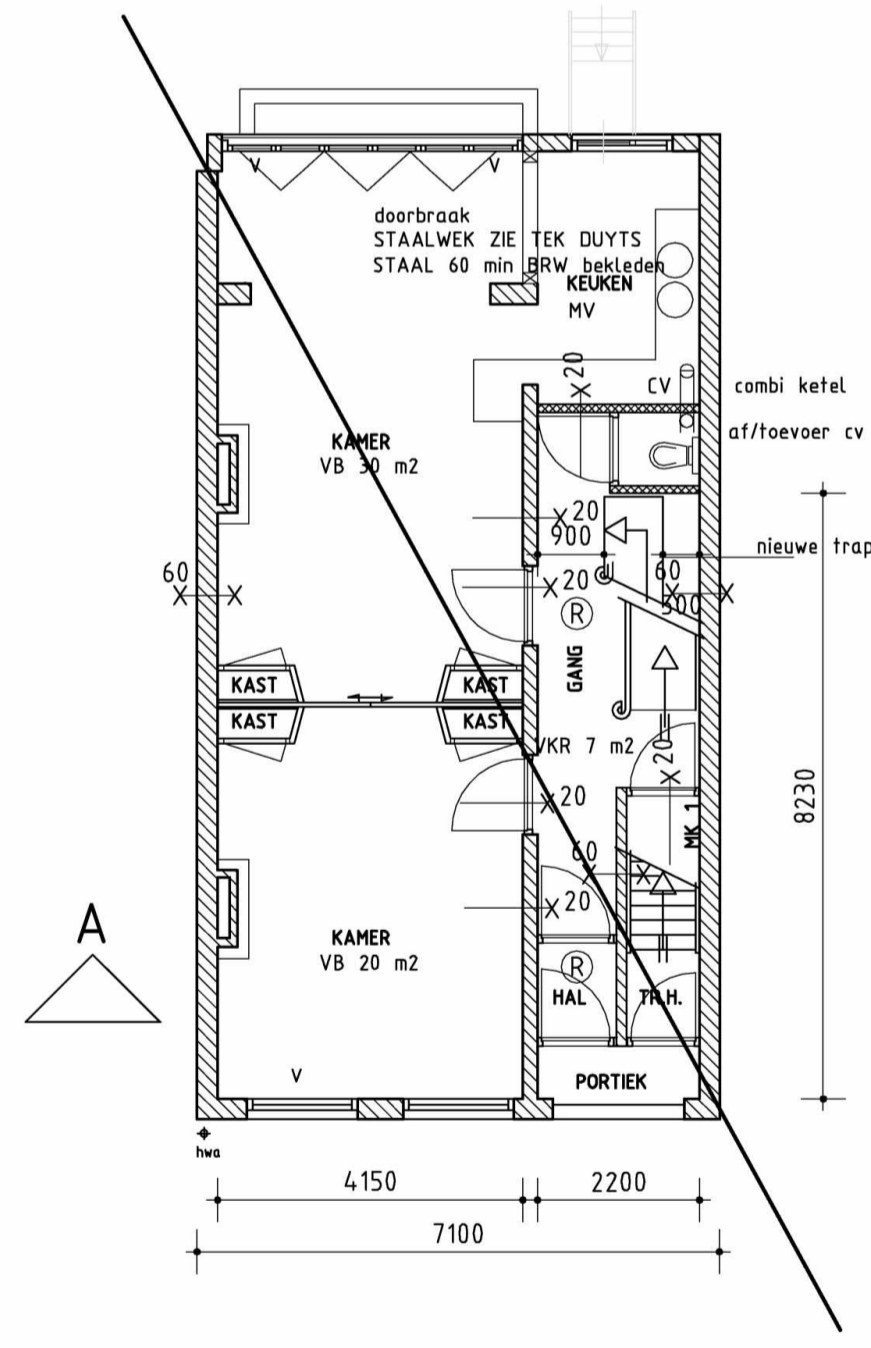 V
V
doorbraak
STAALWEK ZIE TEK DUYTS
STAAL 60 min BRW bekleden
KEUKEN
MV
20
CV
combi ketel
af/toevoer cv
KAMER
VB 30 m2
20
900
nieuwe trap
60
20
60
300
R
GANG
KAST
KAST
KAST
KAST
VKR 7 m2
20
20
8230
MK 1
60
20
A
KAMER
VB 20 m2
R
HAL
TR.H.
V
PORTIEK
hwa
4150
2200
7100